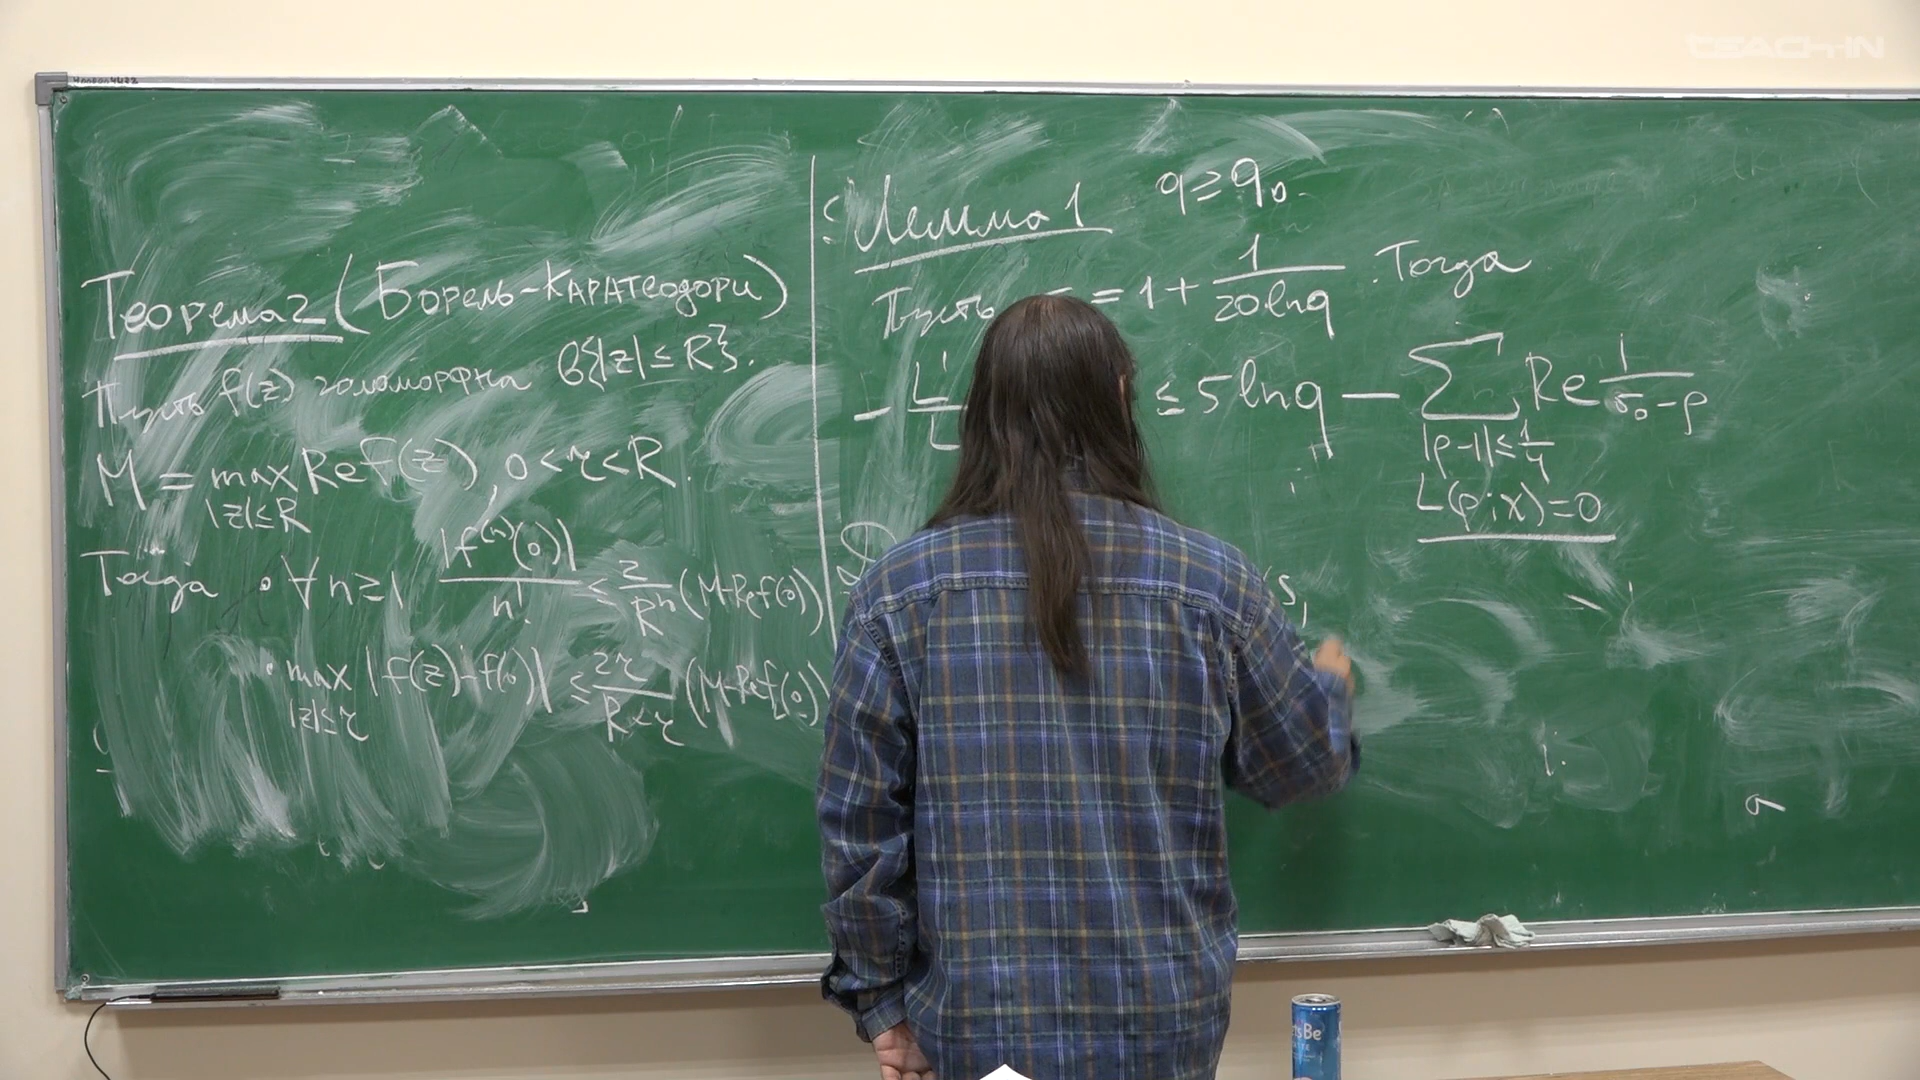 TEACH-IN
Теорема 2 (Борель-Каратеодори)
Пусть f(z) голоморфна в {|z| ≤ R}.
M = max Re f(z), 0 < r < R.
|z| ≤ R
Тогда • ∀ n ≥ 1 |f⁽ⁿ⁾(0)| / n! ≤ 2/Rⁿ (M - Re f(0))
• max |f(z) - f(0)| ≤ 2r/(R - r) (M - Re f(0))
|z| ≤ r
Лемма 1 q ≥ q₀.
Пусть = 1 + 1/(20 ln q). Тогда
- L'/L ≤ 5 ln q - ∑ Re 1/(σ₀ - ρ)
|ρ - 1| ≤ 1/4
L(ρ; χ) = 0